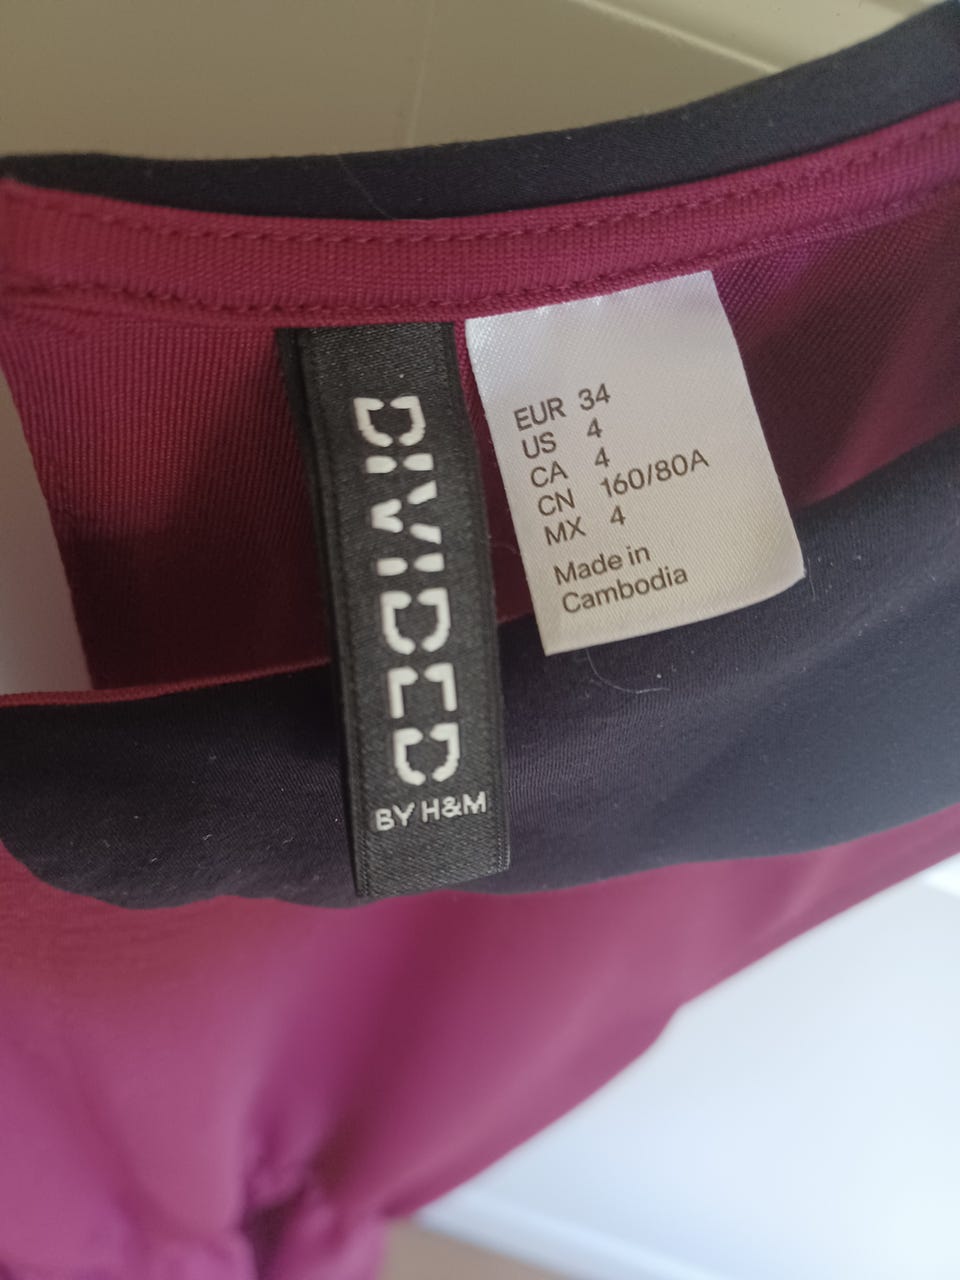 DIVIDED
BY H&M
EUR 34
US 4
CA 4
CN 160/80A
MX 4
Made in
Cambodia